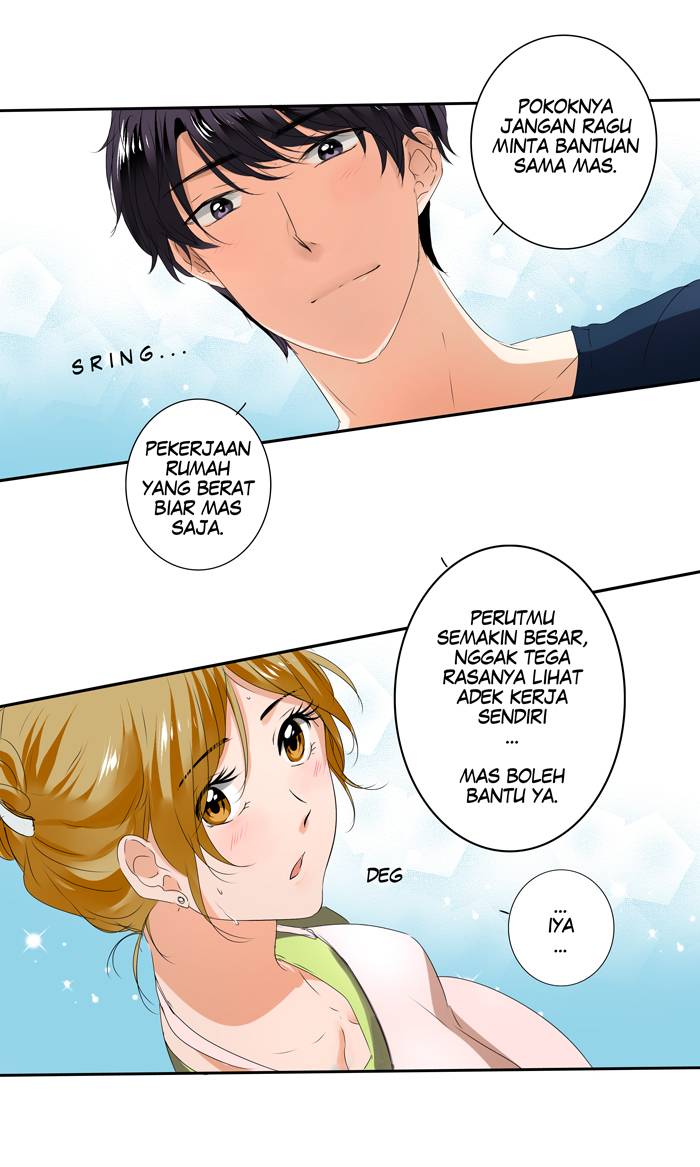 POKOKNYA
JANGAN RAGU
MINTA BANTUAN
SAMA MAS.
SRING...
PEKERJAAN
RUMAH
YANG BERAT
BIAR MAS
SAJA.
PERUTMU
SEMAKIN BESAR,
NGGAK TEGA
RASANYA LIHAT
ADEK KERJA
SENDIRI
...
MAS BOLEH
BANTU YA.
DEG
...
IYA
...